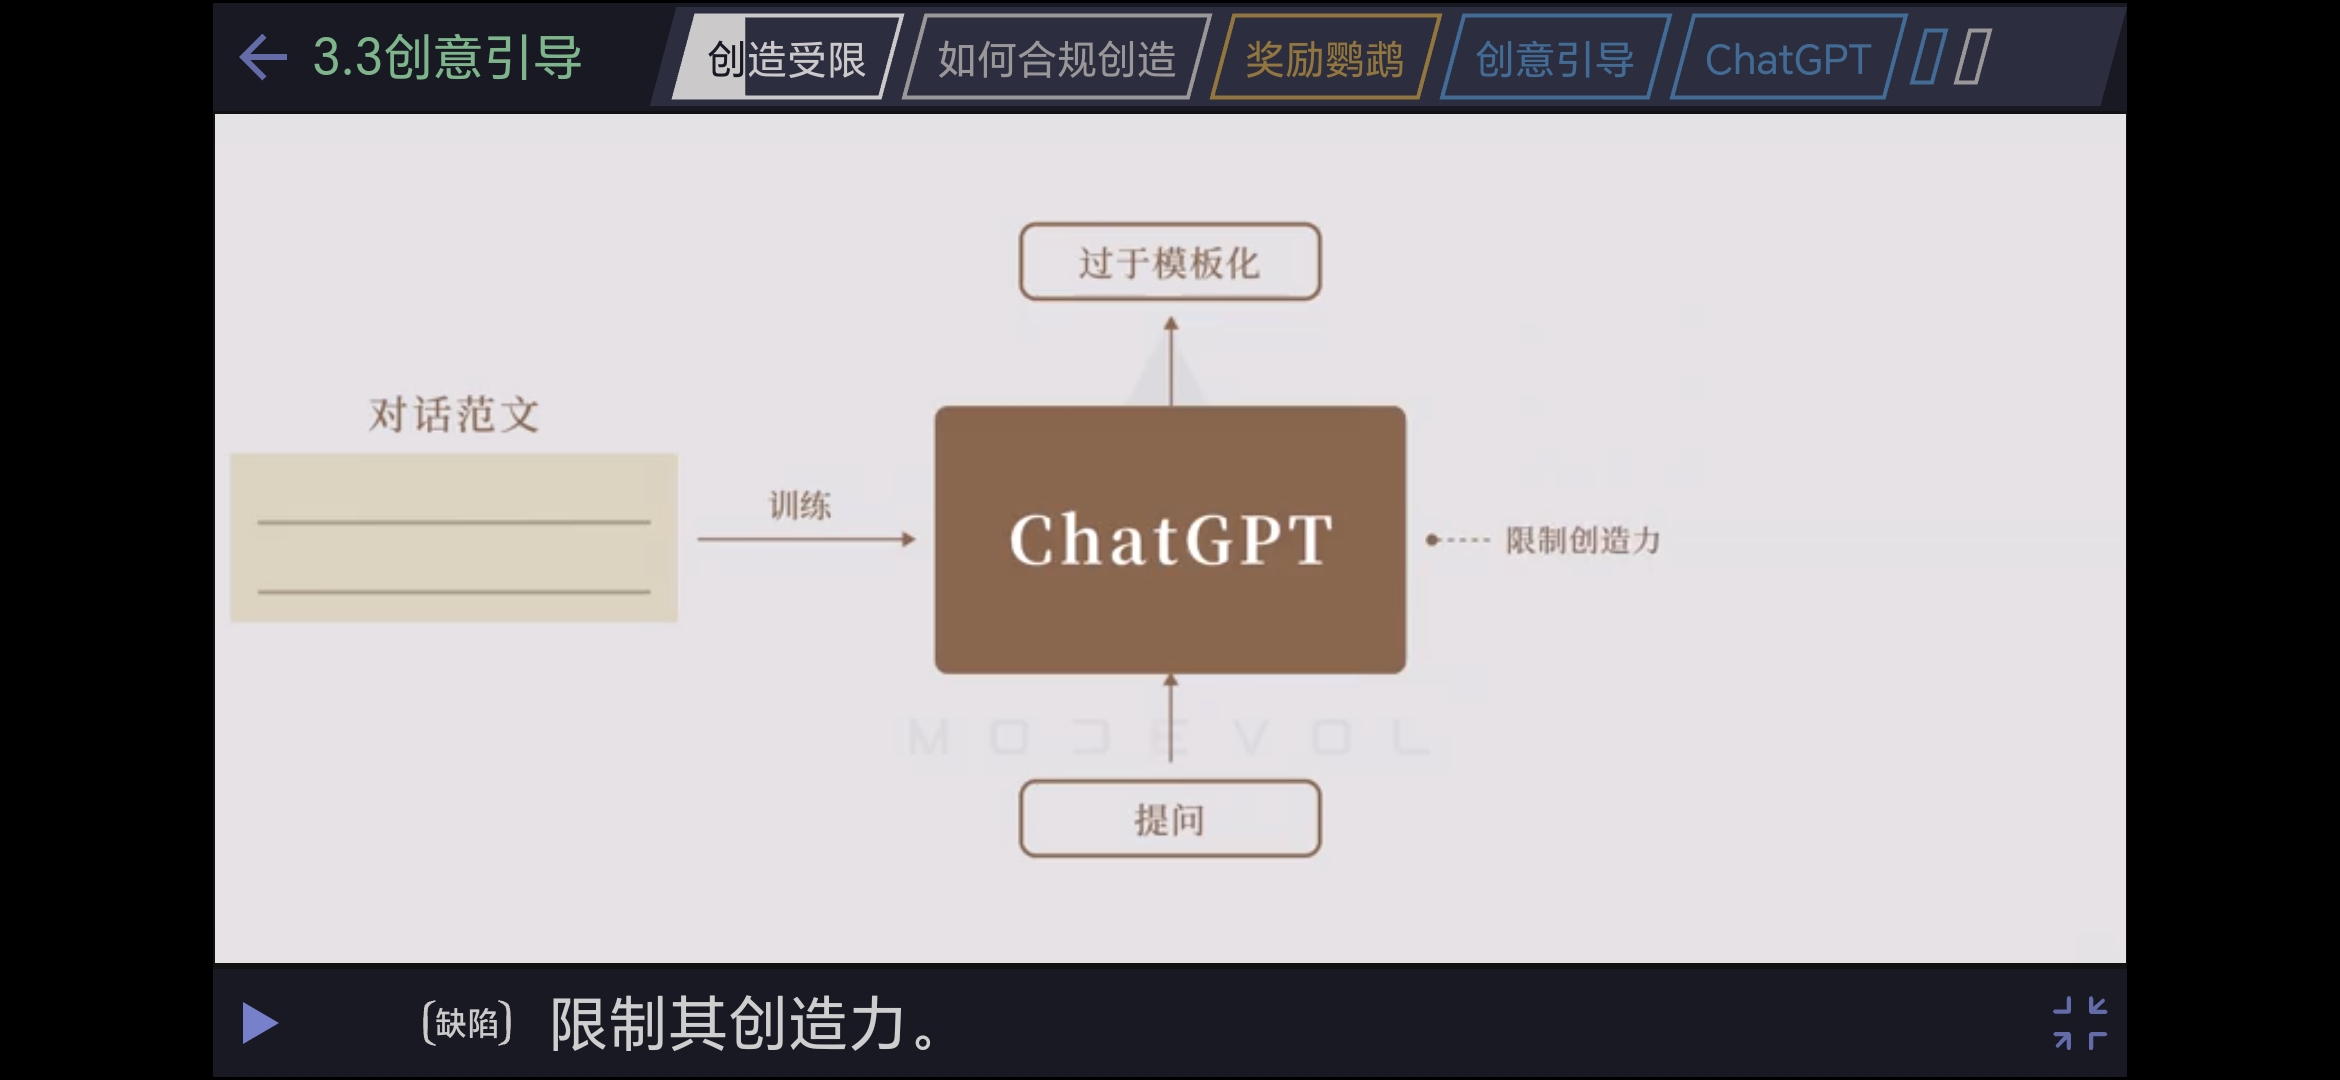 3.3创意引导
创造受限
如何合规创造
奖励鹦鹉
创意引导
ChatGPT
过于模板化
对话范文
训练
ChatGPT
限制创造力
MODEVOL
提问
〔缺陷〕 限制其创造力。